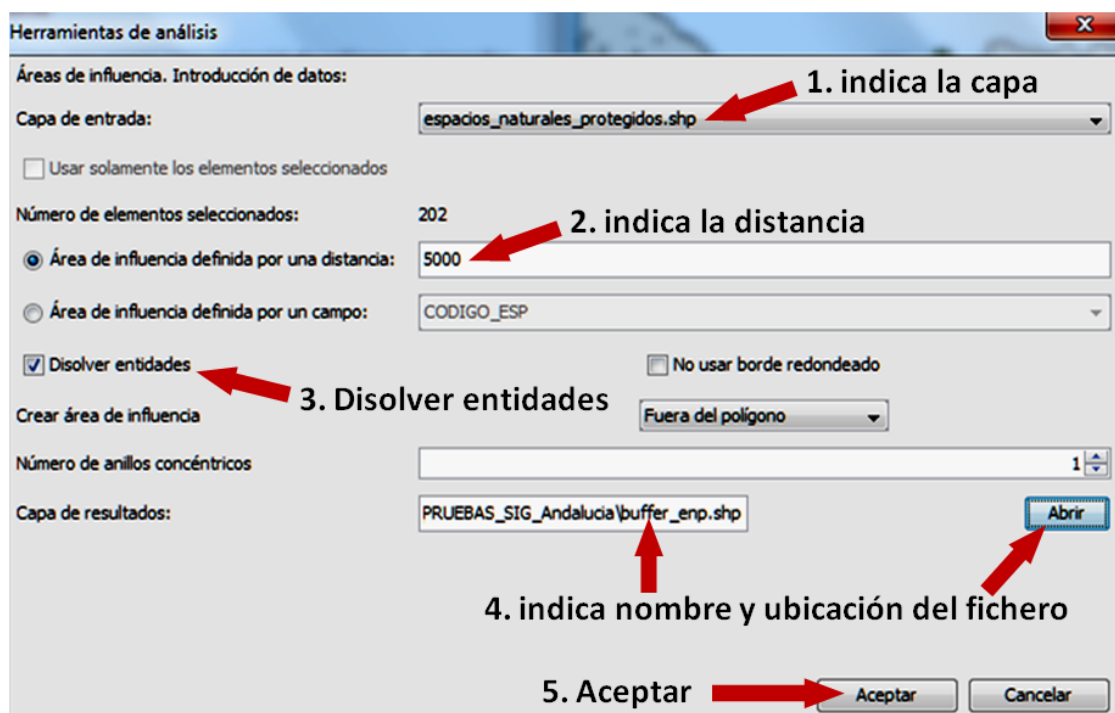 Herramientas de análisis
Áreas de influencia. Introducción de datos:
1. indica la capa
Capa de entrada:
espacios_naturales_protegidos.shp
Usar solamente los elementos seleccionados
Número de elementos seleccionados: 202
2. indica la distancia
Área de influencia definida por una distancia: 5000
Área de influencia definida por un campo: CODIGO_ESP
Disolver entidades
No usar borde redondeado
3. Disolver entidades
Crear área de influencia
Fuera del polígono
Número de anillos concéntricos 1
Capa de resultados: PRUEBAS_SIG_Andalucia\buffer_enp.shp Abrir
4. indica nombre y ubicación del fichero
5. Aceptar
Aceptar Cancelar